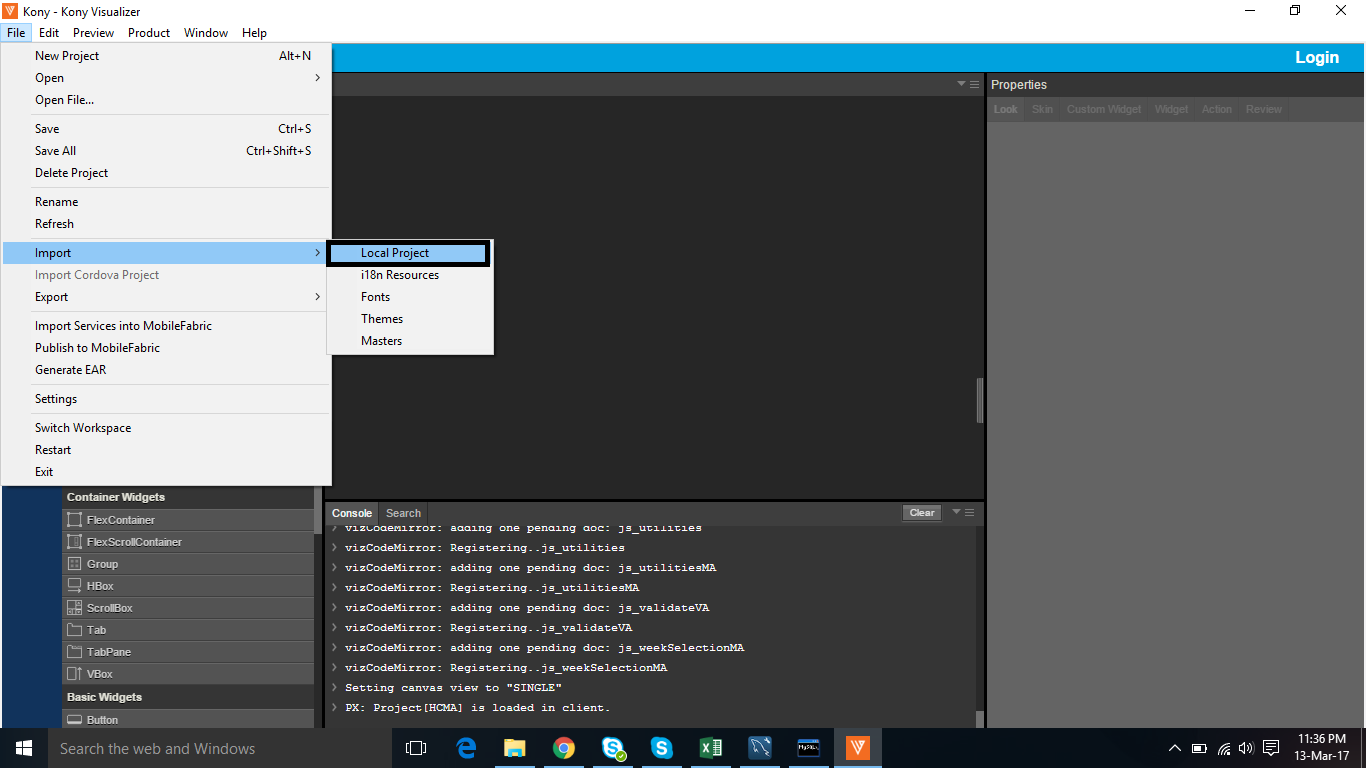 Kony - Kony Visualizer
File Edit Preview Product Window Help
New Project Alt+N
Open
Open File...
Save Ctrl+S
Save All Ctrl+Shift+S
Delete Project
Rename
Refresh
Import
Import Cordova Project
Export
Import Services into MobileFabric
Publish to MobileFabric
Generate EAR
Settings
Switch Workspace
Restart
Exit
Local Project
i18n Resources
Fonts
Themes
Masters
Login
Properties
Look Skin Custom Widget Widget Action Review
Container Widgets
FlexContainer
FlexScrollContainer
Group
HBox
ScrollBox
Tab
TabPane
VBox
Basic Widgets
Button
Console Search Clear
vizCodeMirror: adding one pending doc: js_utilities
vizCodeMirror: Registering..js_utilities
vizCodeMirror: adding one pending doc: js_utilitiesMA
vizCodeMirror: Registering..js_utilitiesMA
vizCodeMirror: adding one pending doc: js_validateVA
vizCodeMirror: Registering..js_validateVA
vizCodeMirror: adding one pending doc: js_weekSelectionMA
vizCodeMirror: Registering..js_weekSelectionMA
Setting canvas view to "SINGLE"
PX: Project[HCMA] is loaded in client.
Search the web and Windows
11:36 PM
13-Mar-17